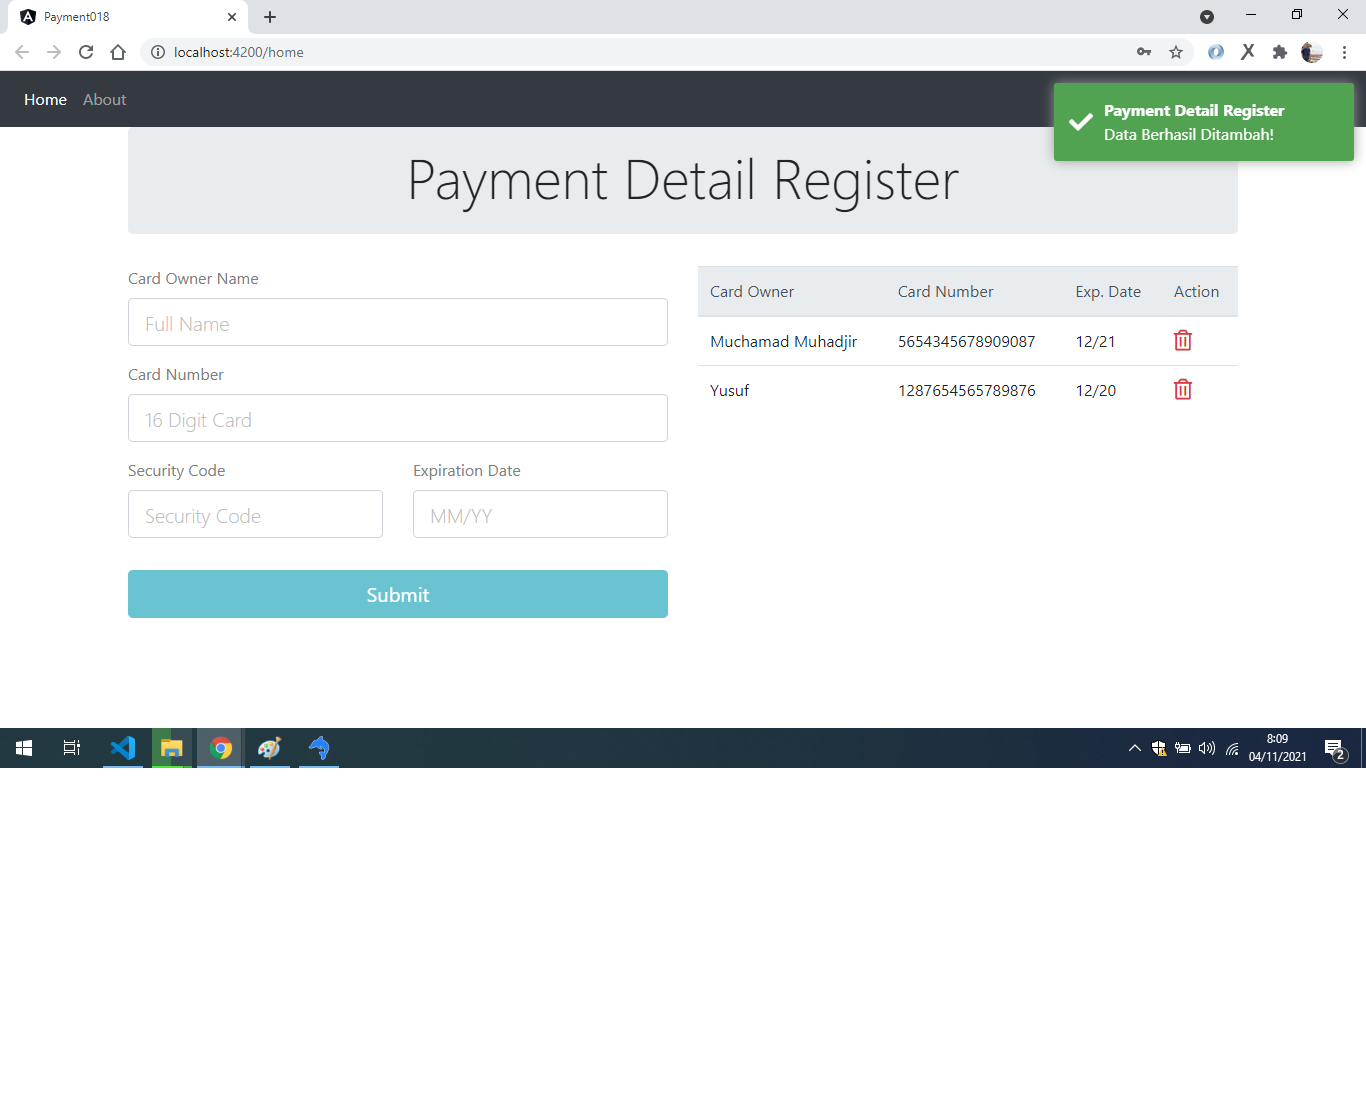 Payment018
localhost:4200/home
Home About
Payment Detail Register
Data Berhasil Ditambah!
Payment Detail Register
Card Owner Name
Full Name
Card Number
16 Digit Card
Security Code Expiration Date
Security Code MM/YY
Submit
Card Owner Card Number Exp. Date Action
Muchamad Muhadjir 5654345678909087 12/21
Yusuf 1287654565789876 12/20
8:09
04/11/2021
2